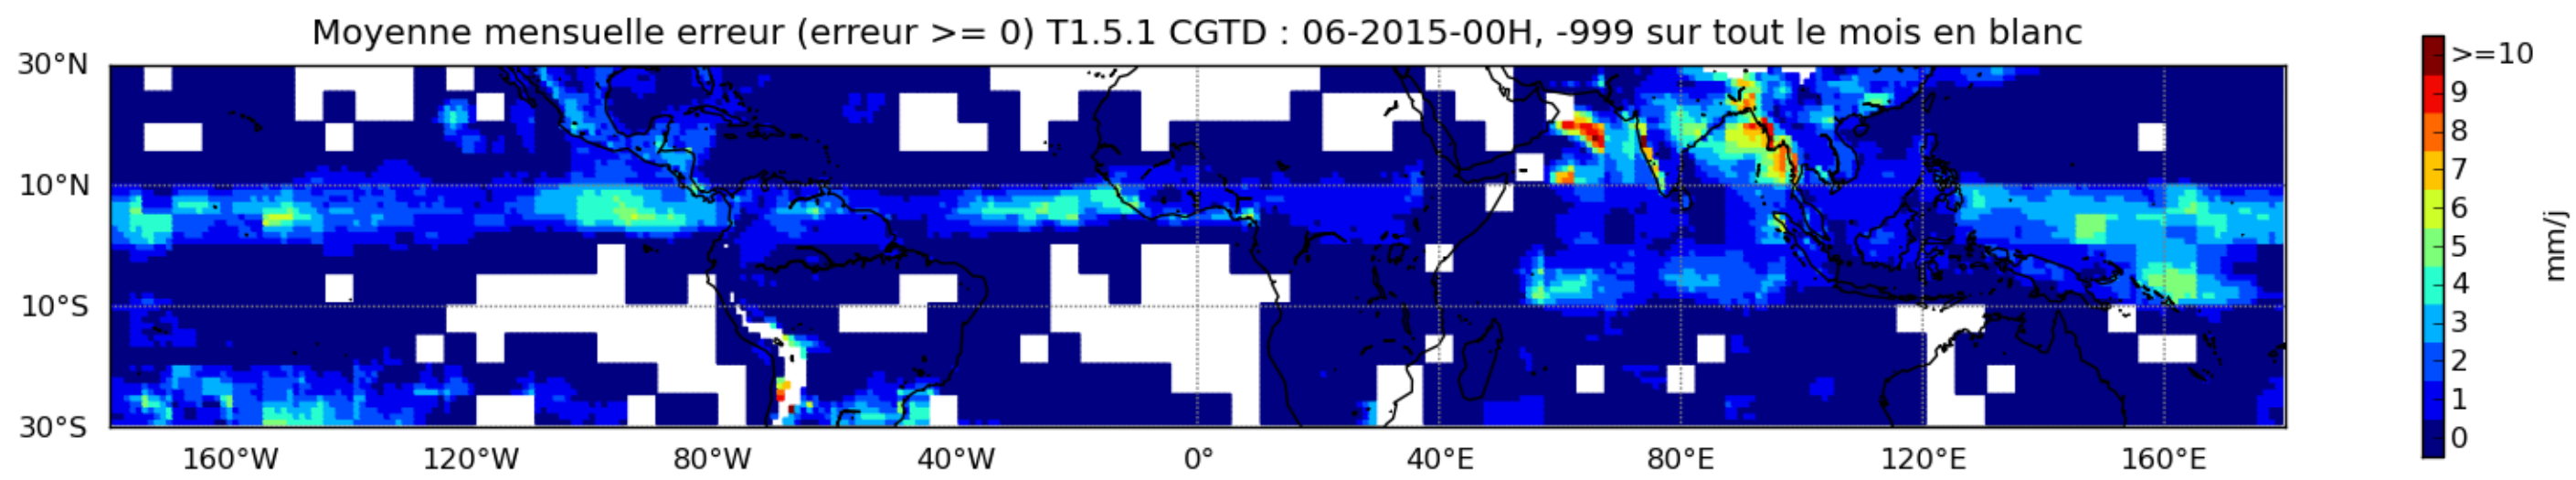 Moyenne mensuelle erreur (erreur >= 0) T1.5.1 CGTD : 06-2015-00H, -999 sur tout le mois en blanc
30°N
10°N
10°S
30°S
160°W 120°W 80°W 40°W 0° 40°E 80°E 120°E 160°E
>=10
9
8
7
6
5
4
3
2
1
0
mm/j